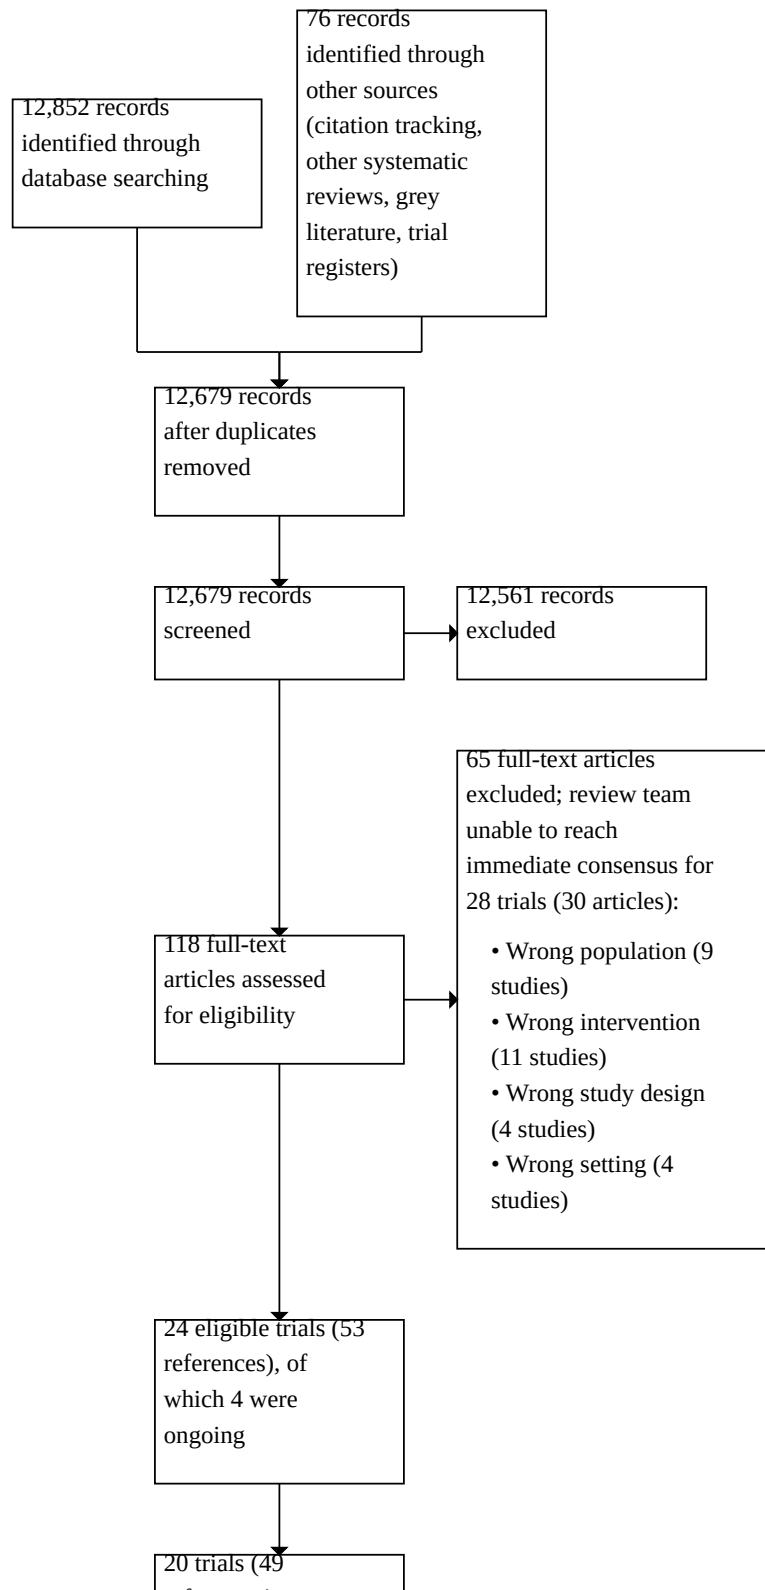 76 records
identified through
other sources
(citation tracking,
other systematic
reviews, grey
literature, trial
registers)
12,852 records
identified through
database searching
12,679 records
after duplicates
removed
12,679 records
screened
12,561 records
excluded
65 full-text articles
excluded; review team
unable to reach
immediate consensus for
28 trials (30 articles):
• Wrong population (9
studies)
• Wrong intervention
(11 studies)
• Wrong study design
(4 studies)
• Wrong setting (4
studies)
118 full-text
articles assessed
for eligibility
24 eligible trials (53
references), of
which 4 were
ongoing
20 trials (49